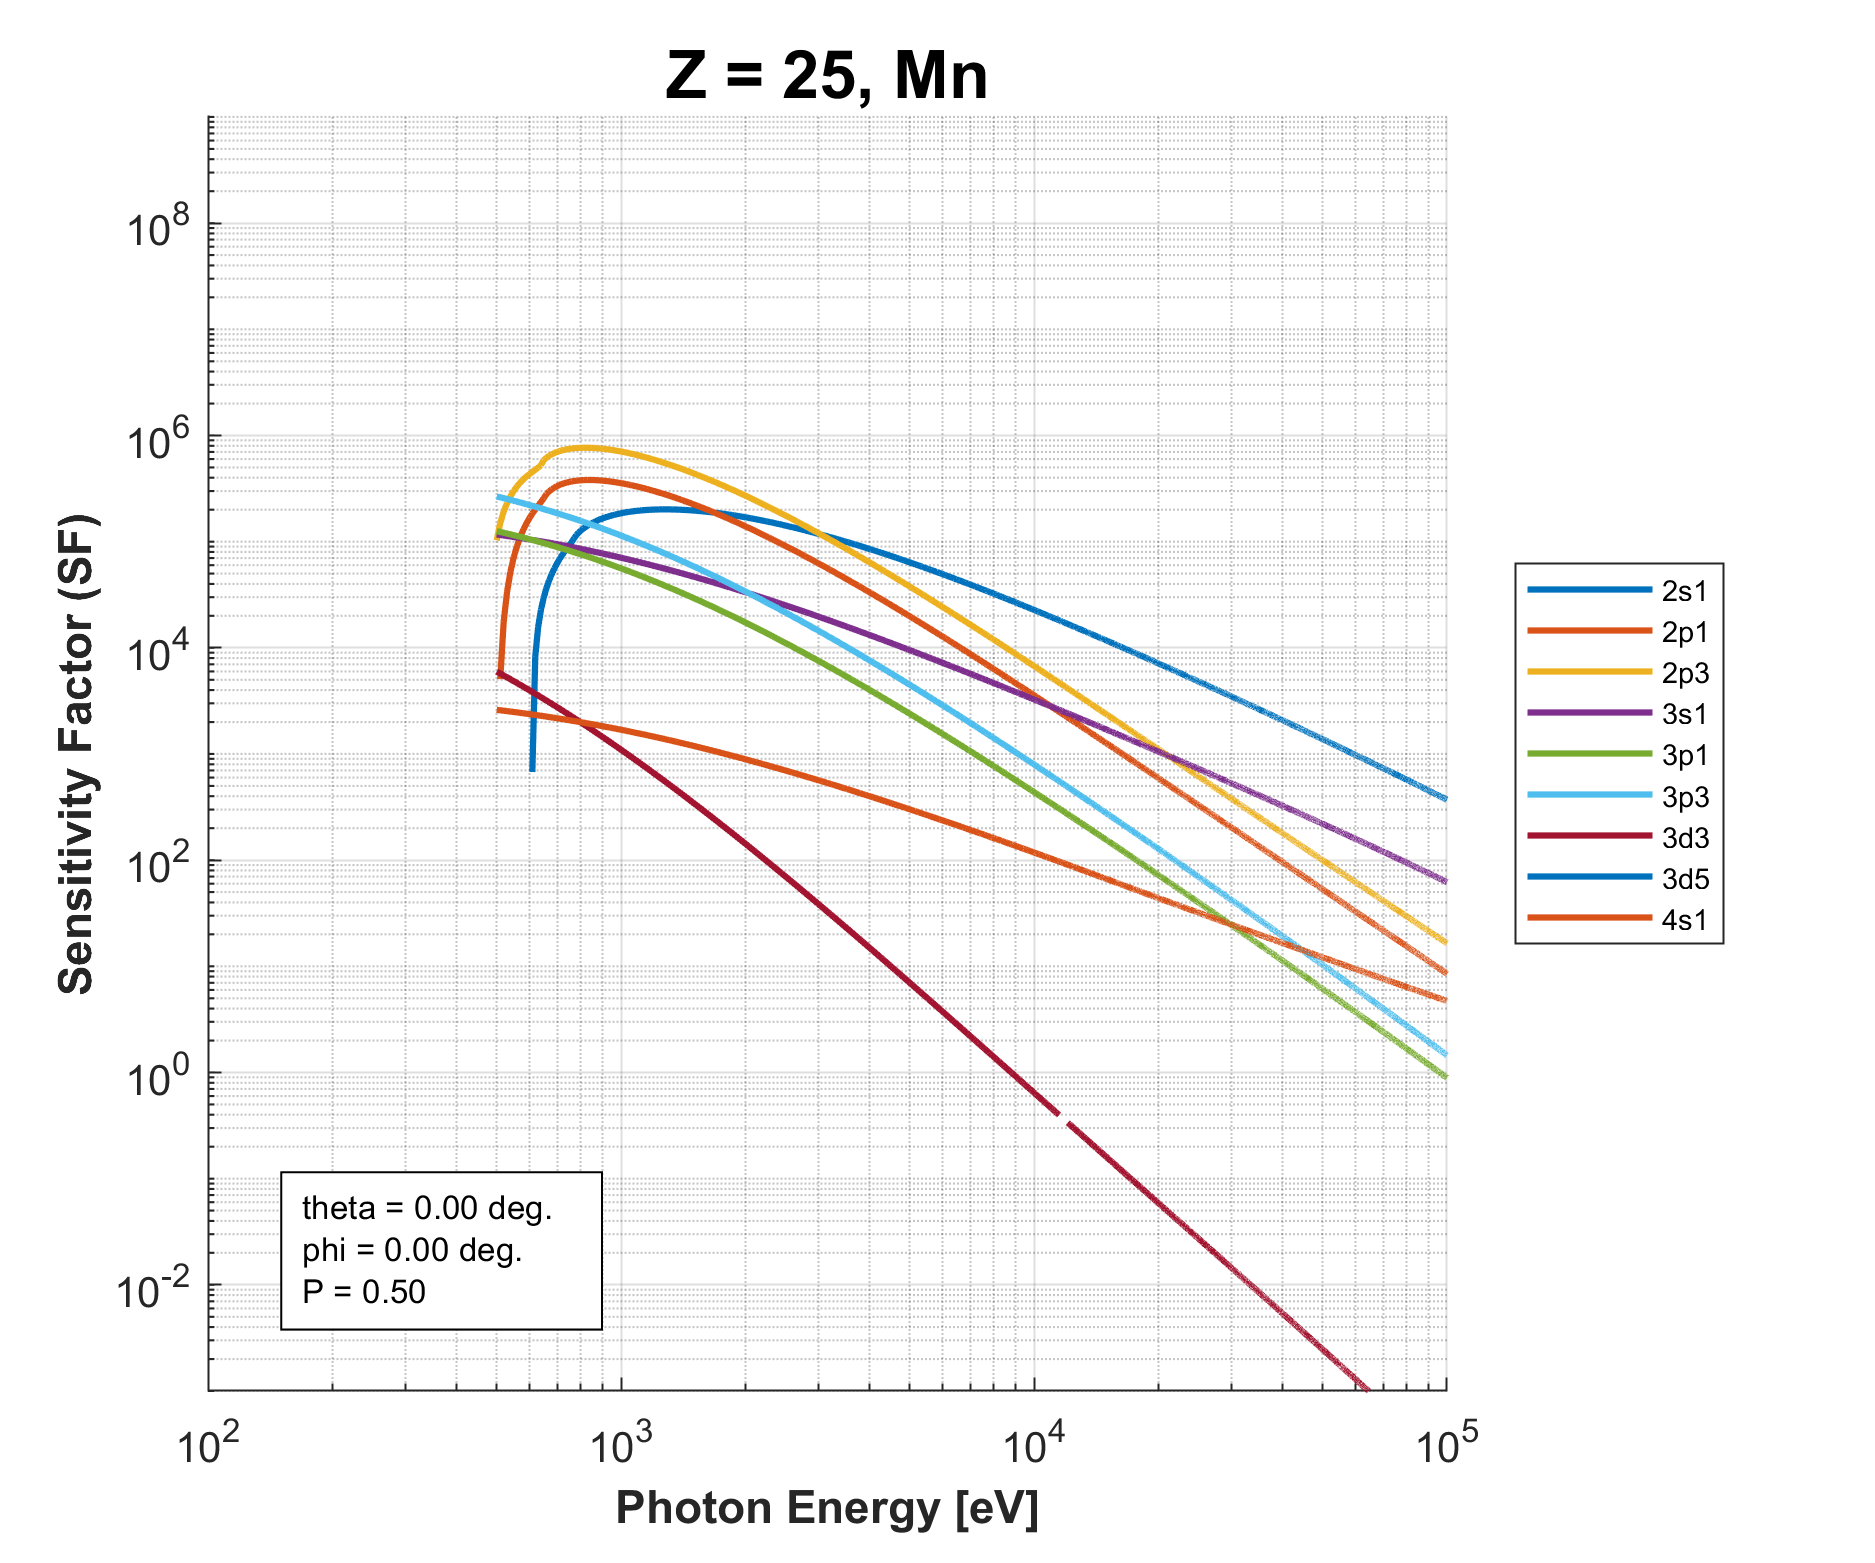 Z = 25, Mn
Sensitivity Factor (SF)
10^8
10^6
10^4
10^2
10^0
10^-2
theta = 0.00 deg.
phi = 0.00 deg.
P = 0.50
10^2
10^3
10^4
10^5
Photon Energy [eV]
2s1
2p1
2p3
3s1
3p1
3p3
3d3
3d5
4s1